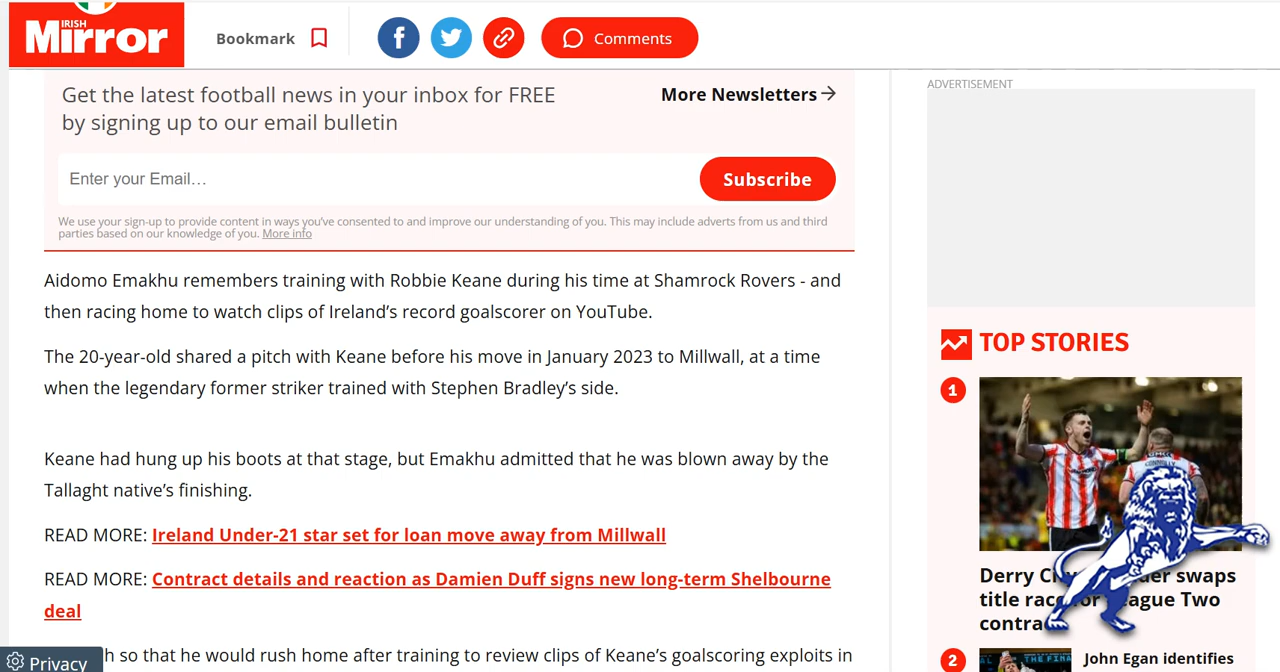 IRISH
Mirror
Bookmark
Comments
Get the latest football news in your inbox for FREE
by signing up to our email bulletin
More Newsletters
Enter your Email…
Subscribe
We use your sign-up to provide content in ways you’ve consented to and improve our understanding of you. This may include adverts from us and third
parties based on our knowledge of you. More info
Aidomo Emakhu remembers training with Robbie Keane during his time at Shamrock Rovers - and
then racing home to watch clips of Ireland’s record goalscorer on YouTube.
The 20-year-old shared a pitch with Keane before his move in January 2023 to Millwall, at a time
when the legendary former striker trained with Stephen Bradley’s side.
Keane had hung up his boots at that stage, but Emakhu admitted that he was blown away by the
Tallaght native’s finishing.
READ MORE: Ireland Under-21 star set for loan move away from Millwall
READ MORE: Contract details and reaction as Damien Duff signs new long-term Shelbourne
deal
so that he would rush home after training to review clips of Keane’s goalscoring exploits in
Privacy
ADVERTISEMENT
TOP STORIES
1
CONNOLLY
Derry swaps
title League Two
2
THE FINA
John Egan identifies